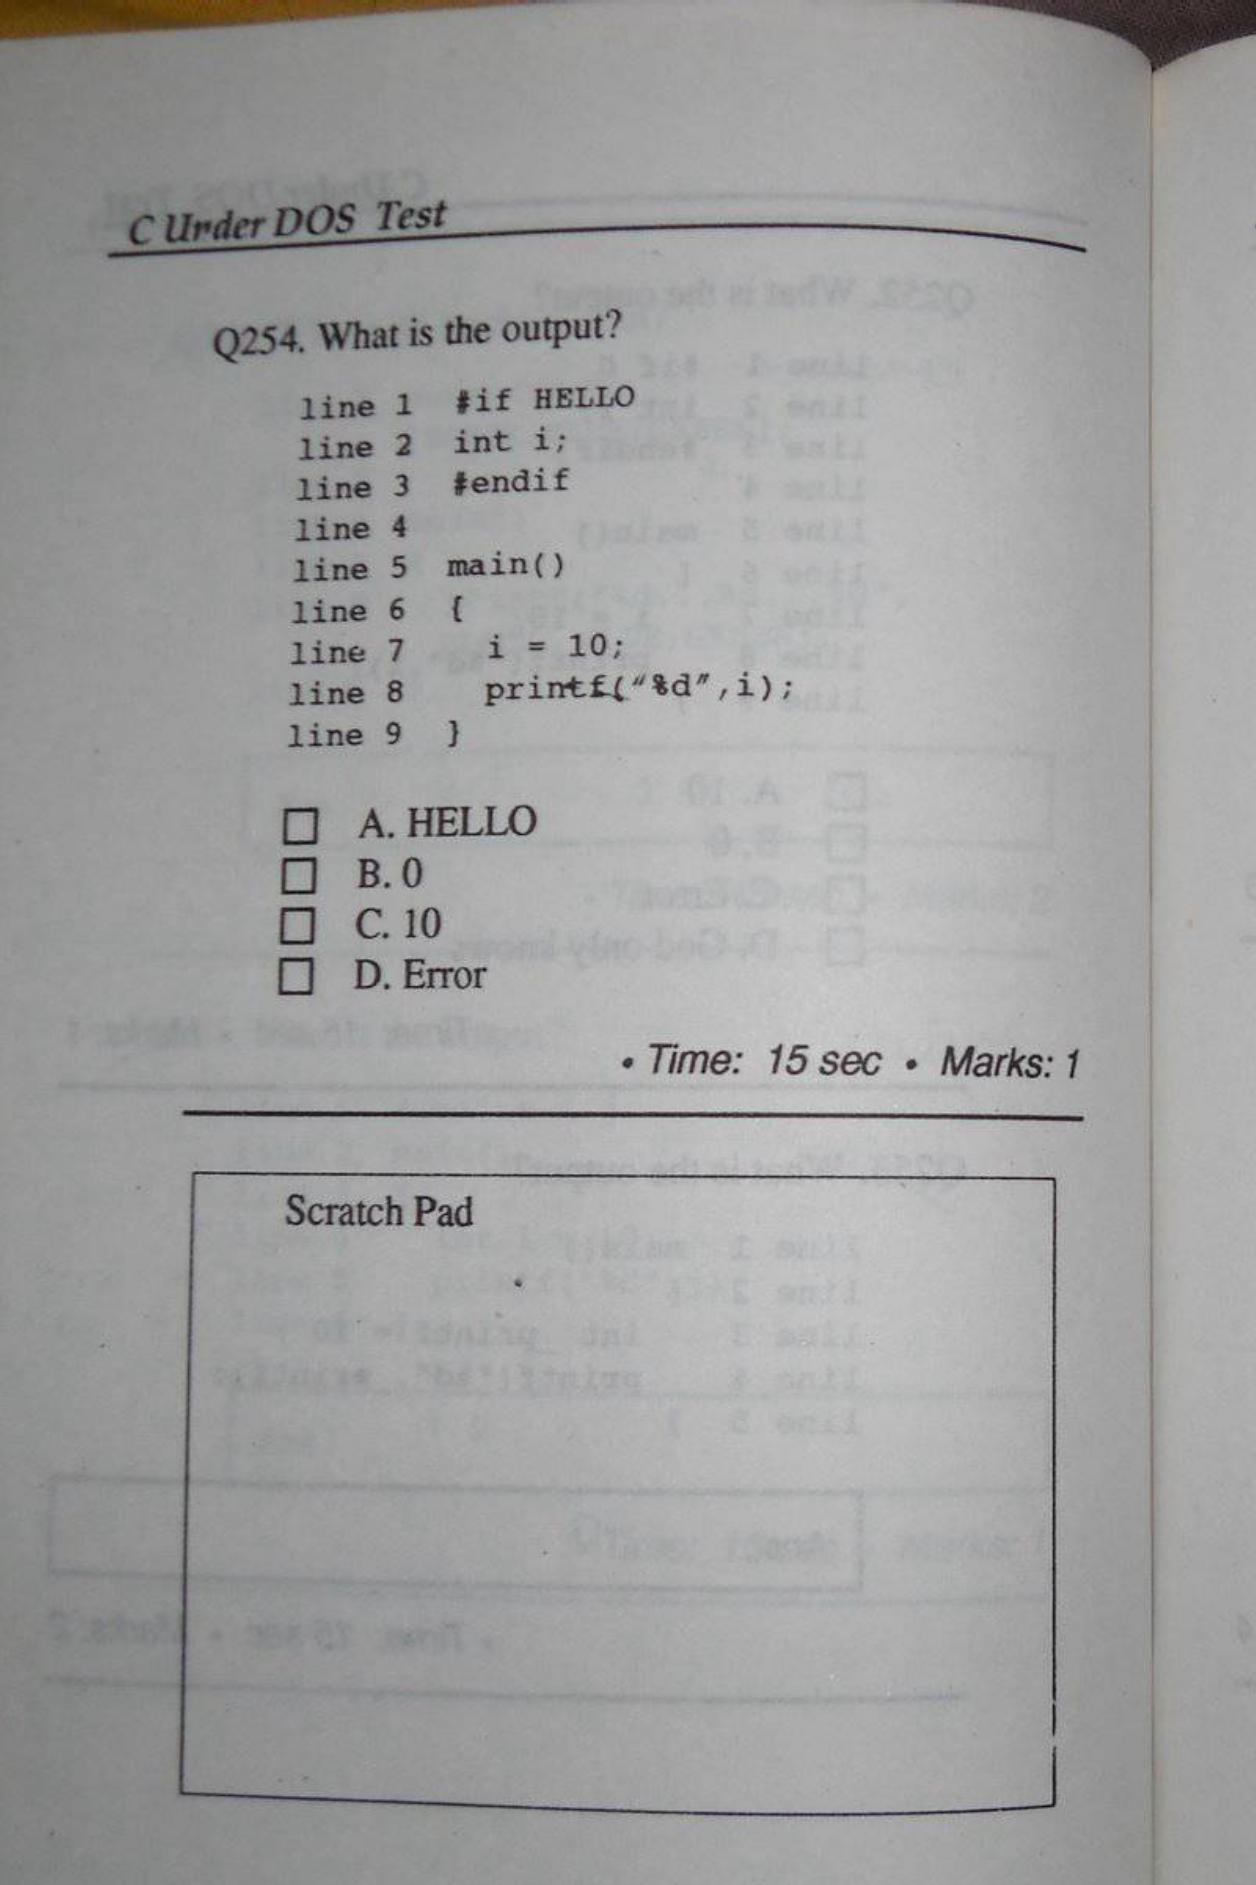 C Under DOS Test
Q254. What is the output?
line 1 #if HELLO
line 2 int i;
line 3 #endif
line 4
line 5 main()
line 6 {
line 7 i = 10;
line 8 printf("%d",i);
line 9 }
A. HELLO
B. 0
C. 10
D. Error
• Time: 15 sec • Marks: 1
Scratch Pad